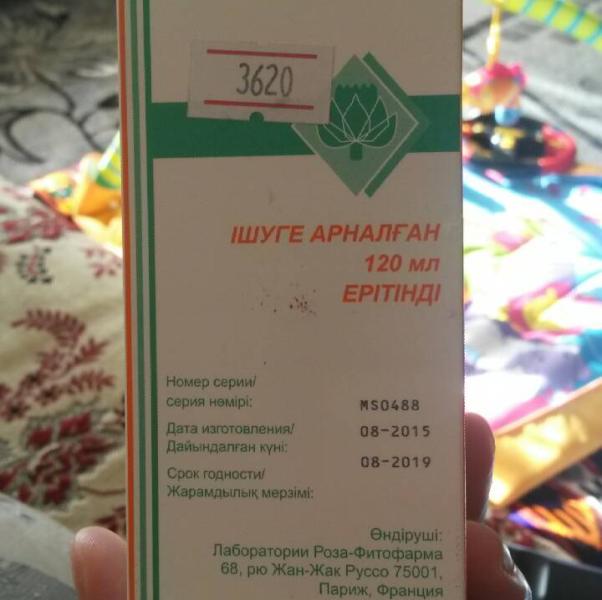 3620
ІШУГЕ АРНАЛҒАН
120 мл
ЕРІТІНДІ
Номер серии/
серия нөмірі: MS0488
Дата изготовления/ 08-2015
Дайындалған күні:
08-2019
Срок годности/
Жарамдылық мерзімі:
Өндіруші:
Лаборатории Роза-Фитофарма
68, рю Жан-Жак Руссо 75001,
Париж, Франция